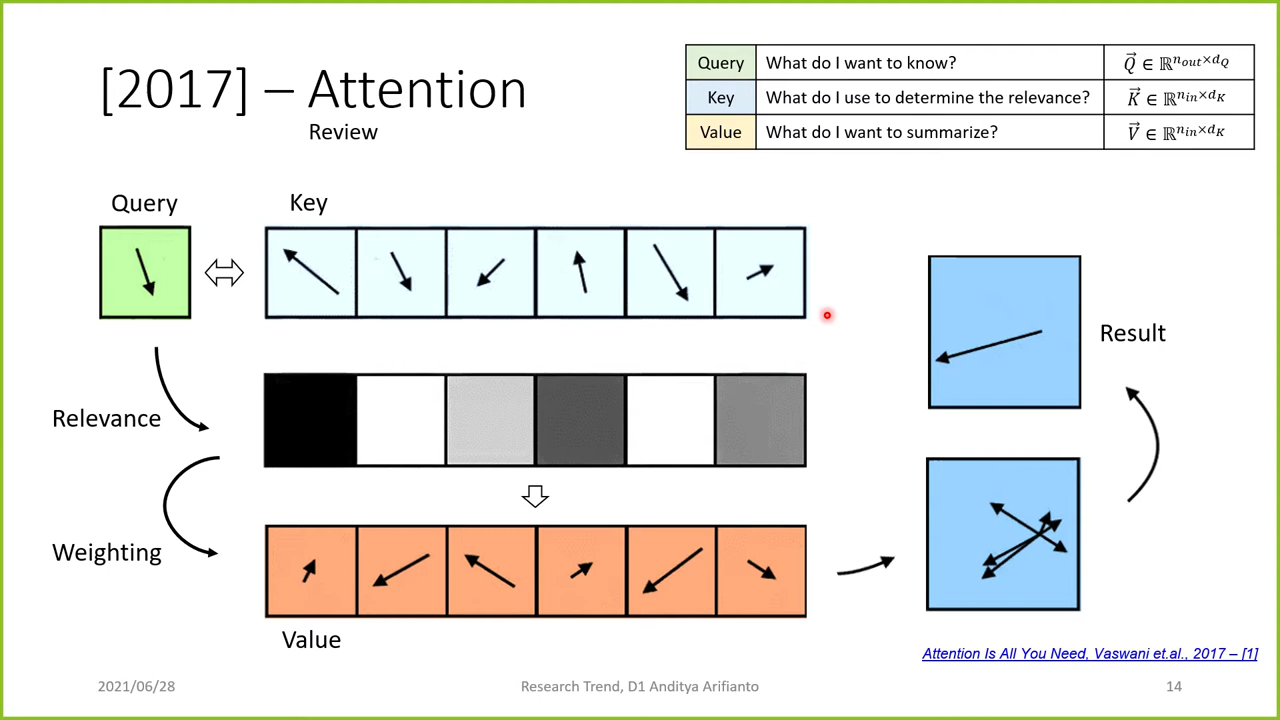 [2017] – Attention
Review
Query What do I want to know? $\vec{Q} \in \mathbb{R}^{n_{out} \times d_Q}$
Key What do I use to determine the relevance? $\vec{K} \in \mathbb{R}^{n_{in} \times d_K}$
Value What do I want to summarize? $\vec{V} \in \mathbb{R}^{n_{in} \times d_K}$
Query
Key
Relevance
Weighting
Value
Result
Attention Is All You Need, Vaswani et.al., 2017 – [1]
2021/06/28
Research Trend, D1 Anditya Arifianto
14